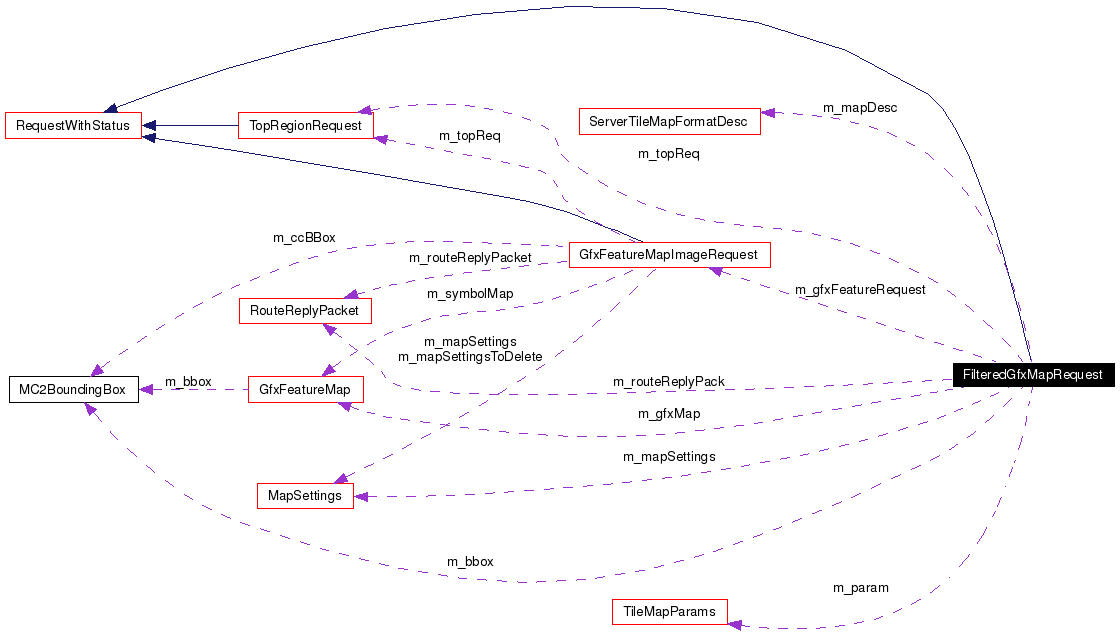 m_mapDesc
RequestWithStatus
TopRegionRequest
ServerTileMapFormatDesc
m_topReq
m_topReq
m_ccBBox
GfxFeatureMapImageRequest
m_routeReplyPacket
m_symbolMap
m_gfxFeatureRequest
RouteReplyPacket
m_mapSettings
m_mapSettingsToDelete
FilteredGfxMapRequest
m_bbox
m_routeReplyPack
MC2BoundingBox
GfxFeatureMap
m_gfxMap
m_mapSettings
MapSettings
m_bbox
m_param
TileMapParams